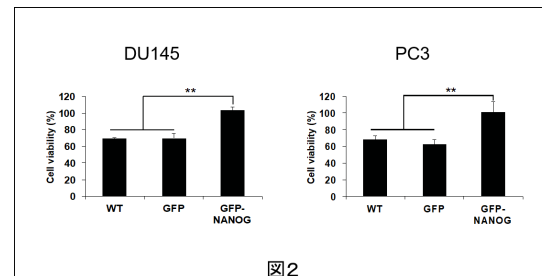 DU145
PC3
**
**
Cell viability (%)
120
100
80
60
40
20
0
WT
GFP
GFP-
NANOG
Cell viability (%)
120
100
80
60
40
20
0
WT
GFP
GFP-
NANOG
図2